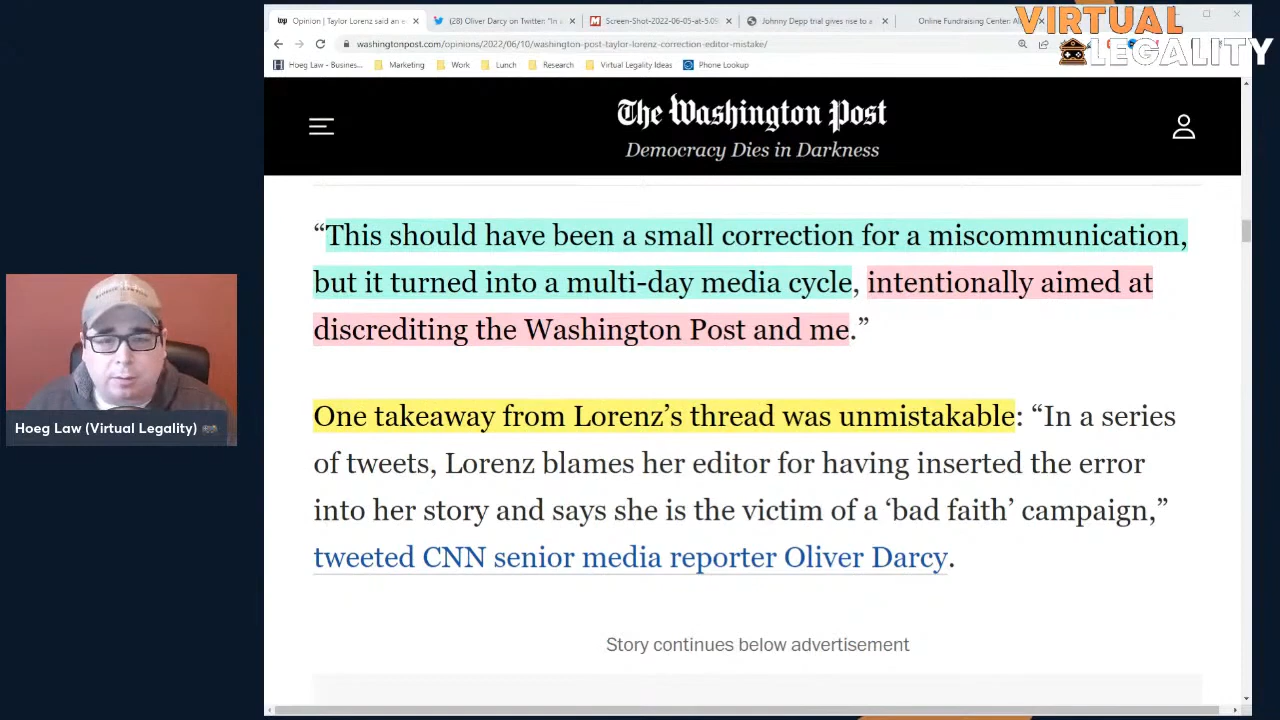 Opinion | Taylor Lorenz said an e
(28) Oliver Darcy on Twitter: "In a
Screen-Shot-2022-06-05-at-5.09
Johnny Depp trial gives rise to a
Online Fundraising Center:
VIRTUAL
LEGALITY
washingtonpost.com/opinions/2022/06/10/washington-post-taylor-lorenz-correction-editor-mistake/
Hoeg Law - Busines...
Marketing
Work
Lunch
Research
Virtual Legality Ideas
Phone Lookup
The Washington Post
Democracy Dies in Darkness
“This should have been a small correction for a miscommunication,
but it turned into a multi-day media cycle, intentionally aimed at
discrediting the Washington Post and me.”
One takeaway from Lorenz’s thread was unmistakable: “In a series
of tweets, Lorenz blames her editor for having inserted the error
into her story and says she is the victim of a ‘bad faith’ campaign,”
tweeted CNN senior media reporter Oliver Darcy.
Story continues below advertisement
Hoeg Law (Virtual Legality)